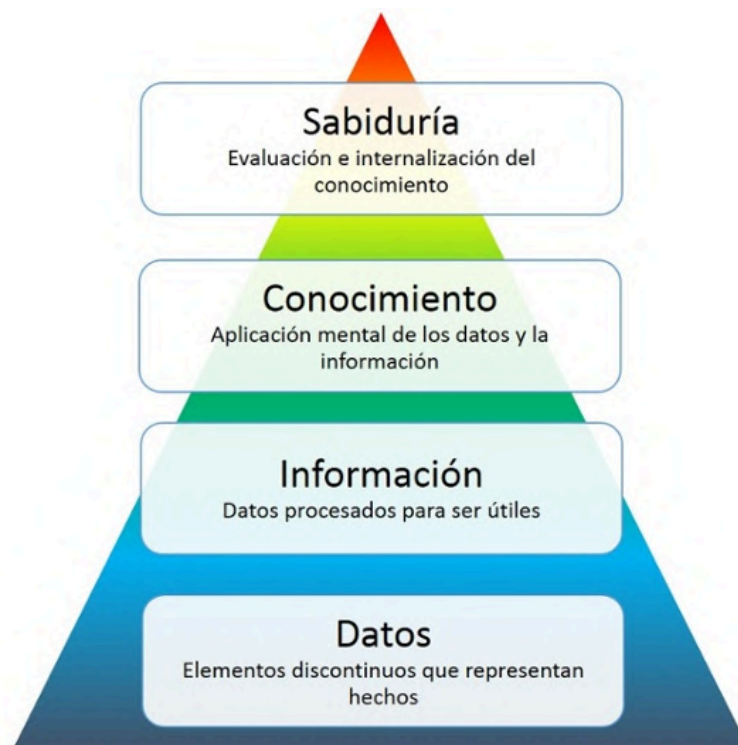 Sabiduría
Evaluación e internalización del
conocimiento
Conocimiento
Aplicación mental de los datos y la
información
Información
Datos procesados para ser útiles
Datos
Elementos discontinuos que representan
hechos